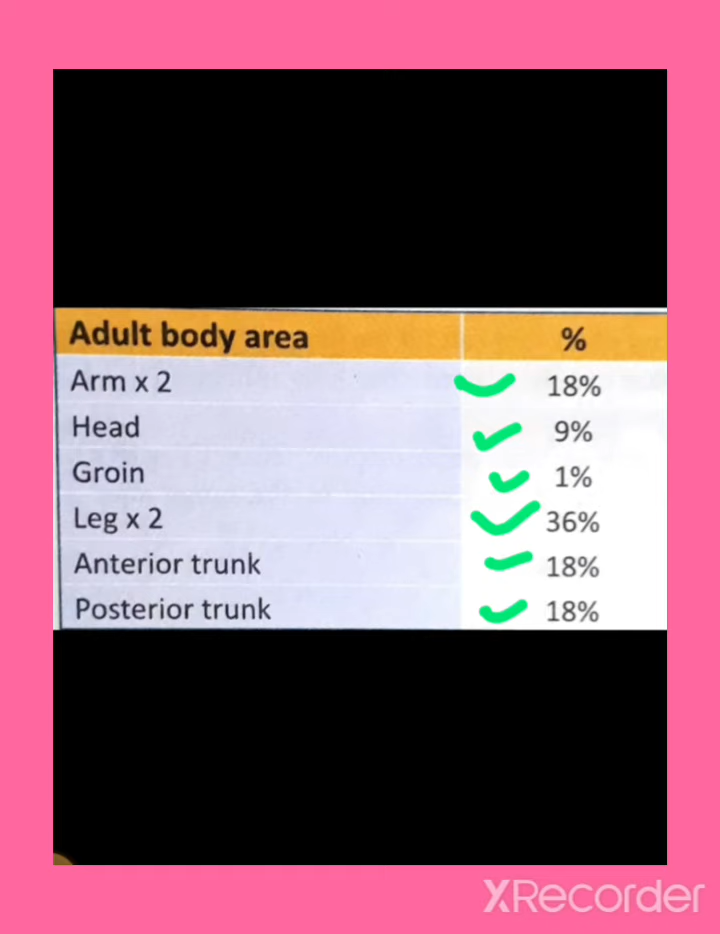 Adult body area %
Arm x 2 18%
Head 9%
Groin 1%
Leg x 2 36%
Anterior trunk 18%
Posterior trunk 18%
XRecorder